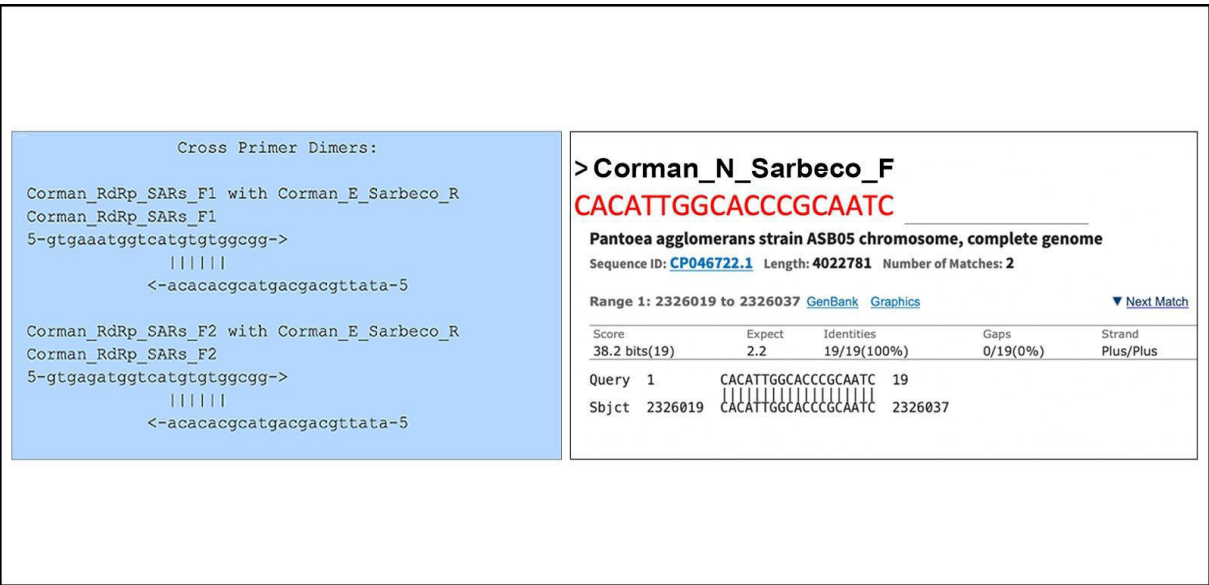 Cross Primer Dimers:
Corman_RdRp_SARs_F1 with Corman_E_Sarbeco_R
Corman_RdRp_SARs_F1
5-gtgaaatggtcatgtgtggcgg->
||||||
<-acacacgcatgacgacgttata-5
Corman_RdRp_SARs_F2 with Corman_E_Sarbeco_R
Corman_RdRp_SARs_F2
5-gtgagatggtcatgtgtggcgg->
||||||
<-acacacgcatgacgacgttata-5
>Corman_N_Sarbeco_F
CACATTGGCACCCGCAATC
Pantoea agglomerans strain ASB05 chromosome, complete genome
Sequence ID: CP046722.1 Length: 4022781 Number of Matches: 2
Range 1: 2326019 to 2326037 GenBank Graphics ▼ Next Match
Score Expect Identities Gaps Strand
38.2 bits(19) 2.2 19/19(100%) 0/19(0%) Plus/Plus
Query 1 CACATTGGCACCCGCAATC 19
|||||||||||||||||||
Sbjct 2326019 CACATTGGCACCCGCAATC 2326037